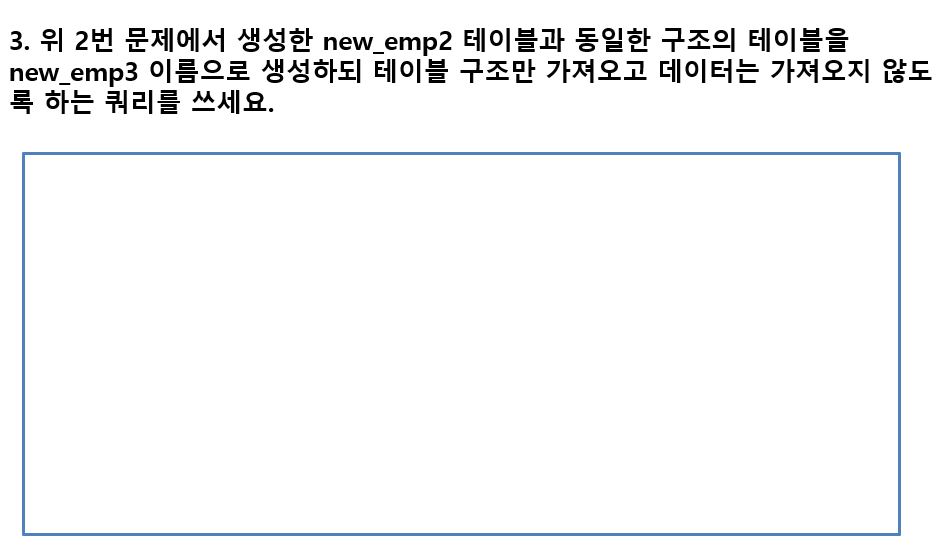 3. 위 2번 문제에서 생성한 new_emp2 테이블과 동일한 구조의 테이블을
new_emp3 이름으로 생성하되 테이블 구조만 가져오고 데이터는 가져오지 않도
록 하는 쿼리를 쓰세요.